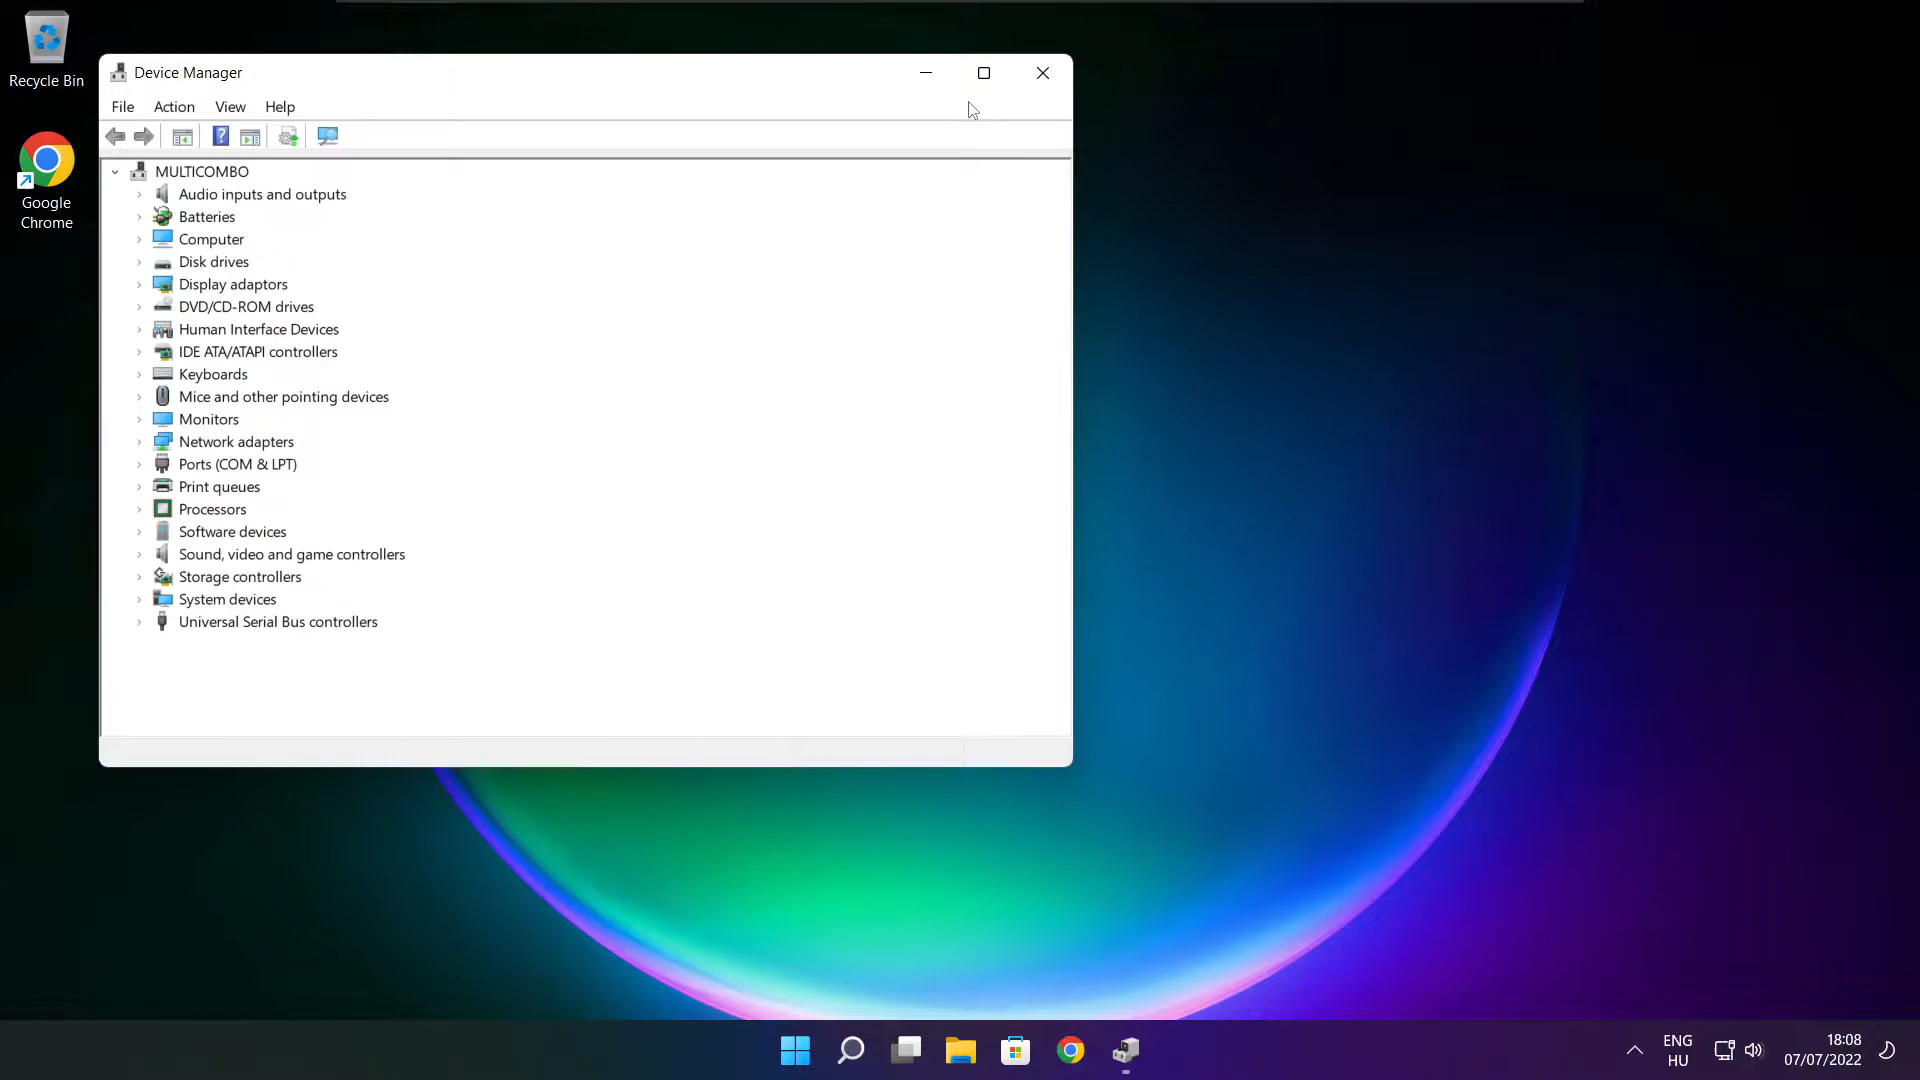 Recycle Bin
Google
Chrome
Device Manager
File Action View Help
?
MULTICOMBO
Audio inputs and outputs
Batteries
Computer
Disk drives
Display adaptors
DVD/CD-ROM drives
Human Interface Devices
IDE ATA/ATAPI controllers
Keyboards
Mice and other pointing devices
Monitors
Network adapters
Ports (COM & LPT)
Print queues
Processors
Software devices
Sound, video and game controllers
Storage controllers
System devices
Universal Serial Bus controllers
ENG
HU
18:08
07/07/2022